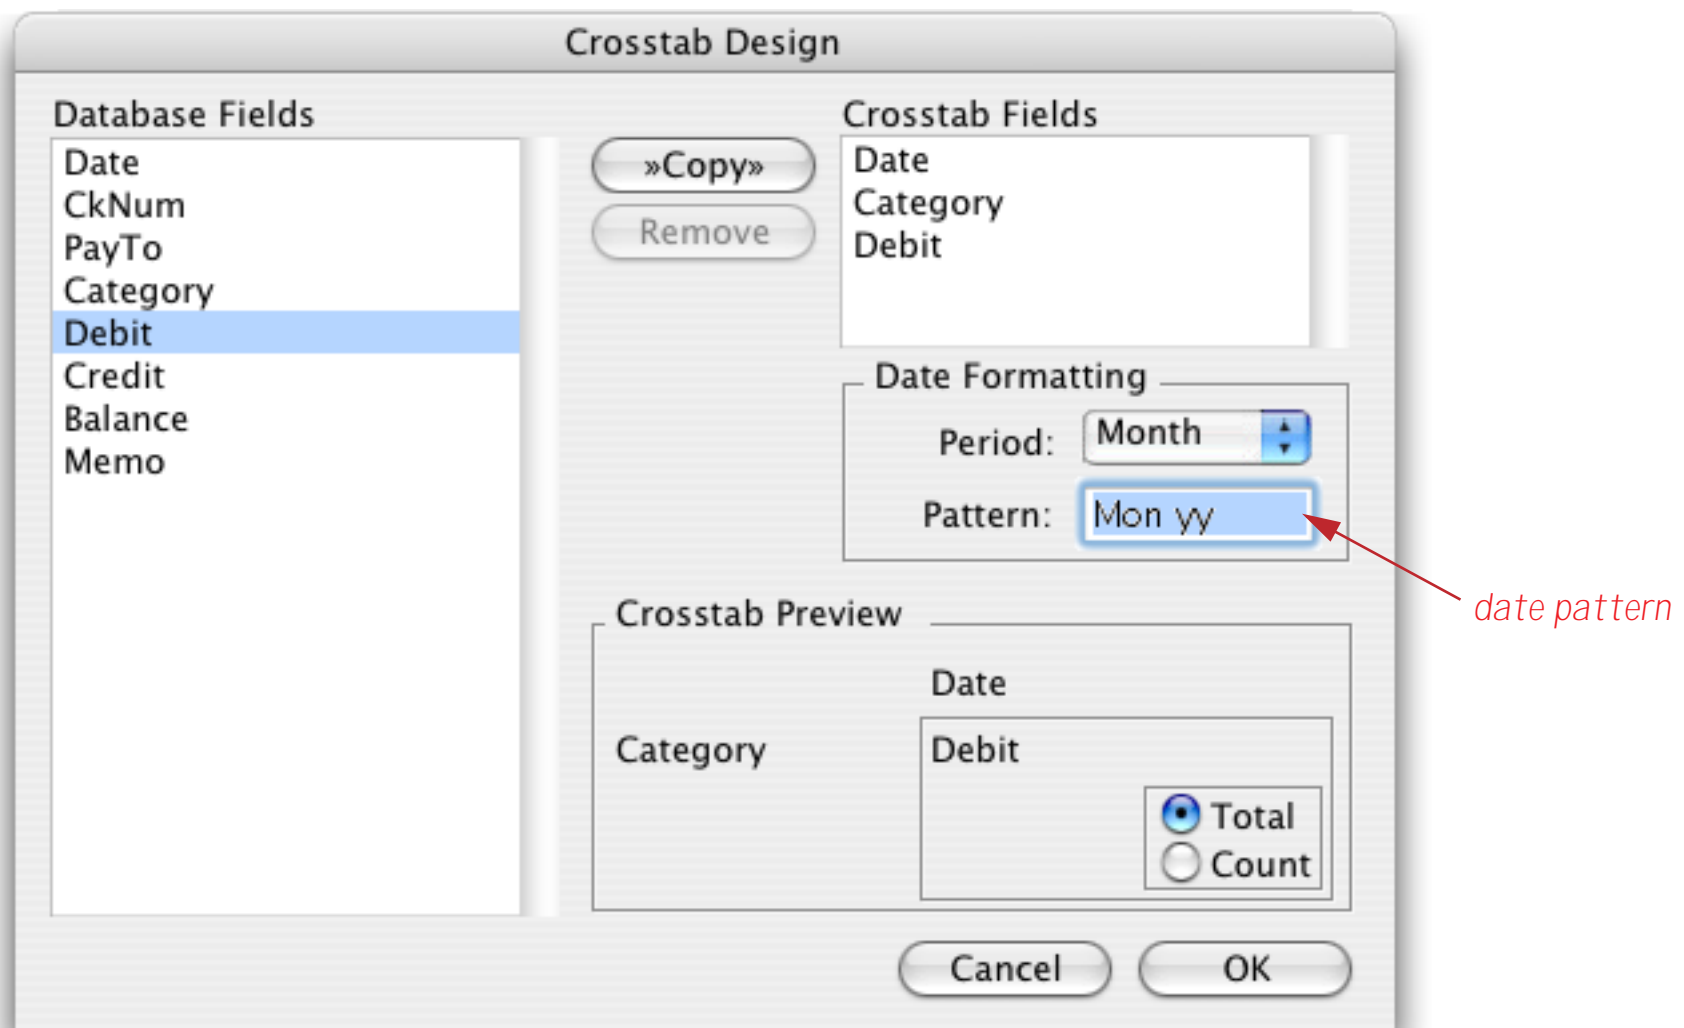 Crosstab Design
Database Fields
Date
CkNum
PayTo
Category
Debit
Credit
Balance
Memo
»Copy»
Remove
Crosstab Fields
Date
Category
Debit
Date Formatting
Period: Month
Pattern: Mon yy
date pattern
Crosstab Preview
Date
Category Debit
Total
Count
Cancel OK